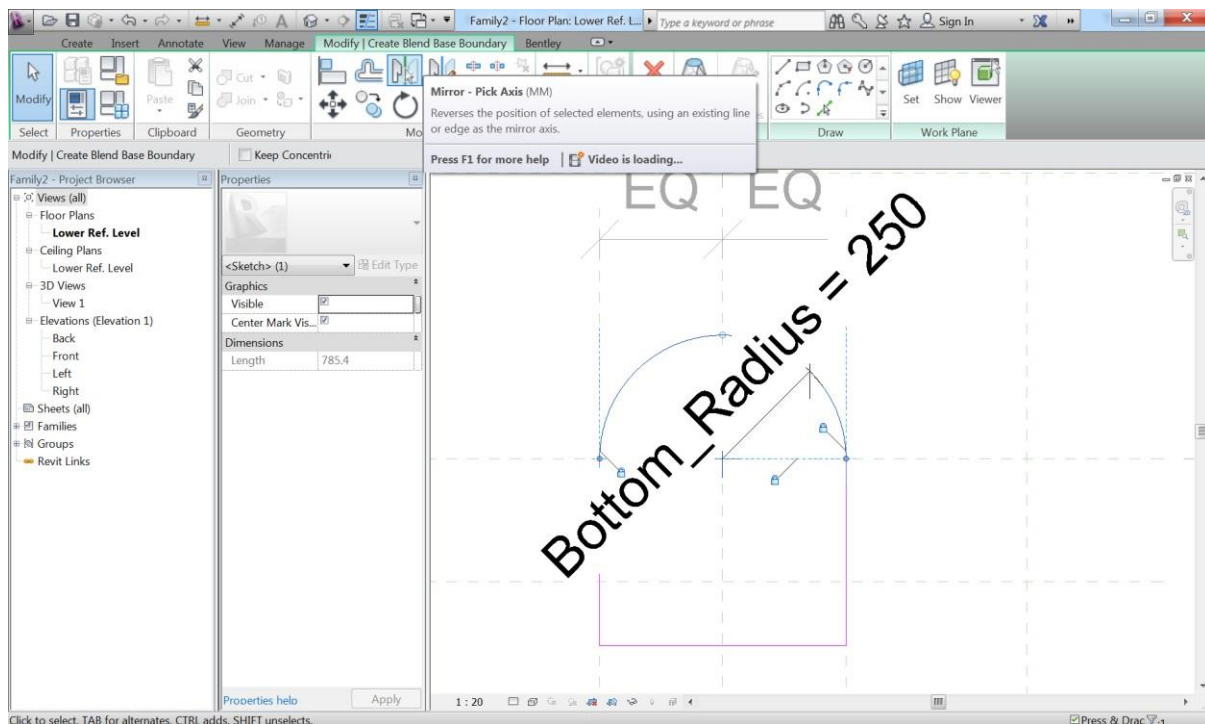 Family2 - Floor Plan: Lower Ref. L...
Type a keyword or phrase
Sign In
Create Insert Annotate View Manage Modify | Create Blend Base Boundary Bentley
Modify
Paste
Cut
Join
Set Show Viewer
Select Properties Clipboard Geometry Mo Draw Work Plane
Mirror - Pick Axis (MM)
Reverses the position of selected elements, using an existing line
or edge as the mirror axis.
Press F1 for more help
Video is loading...
Modify | Create Blend Base Boundary
Keep Concentri
Family2 - Project Browser
Views (all)
Floor Plans
Lower Ref. Level
Ceiling Plans
Lower Ref. Level
3D Views
View 1
Elevations (Elevation 1)
Back
Front
Left
Right
Sheets (all)
Families
Groups
Revit Links
Properties
<Sketch> (1)
Edit Type
Graphics
Visible
Center Mark Vis...
Dimensions
Length 785.4
Properties help
Apply
EQ EQ
Bottom_Radius = 250
1 : 20
Click to select, TAB for alternates, CTRL adds, SHIFT unselects.
Press & Drag
:1